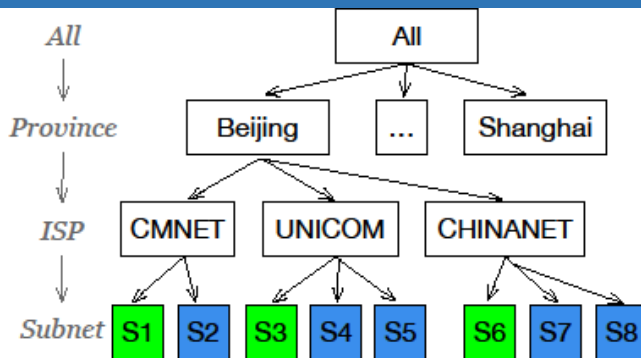 All All
Province Beijing ... Shanghai
ISP CMNET UNICOM CHINANET
Subnet S1 S2 S3 S4 S5 S6 S7 S8